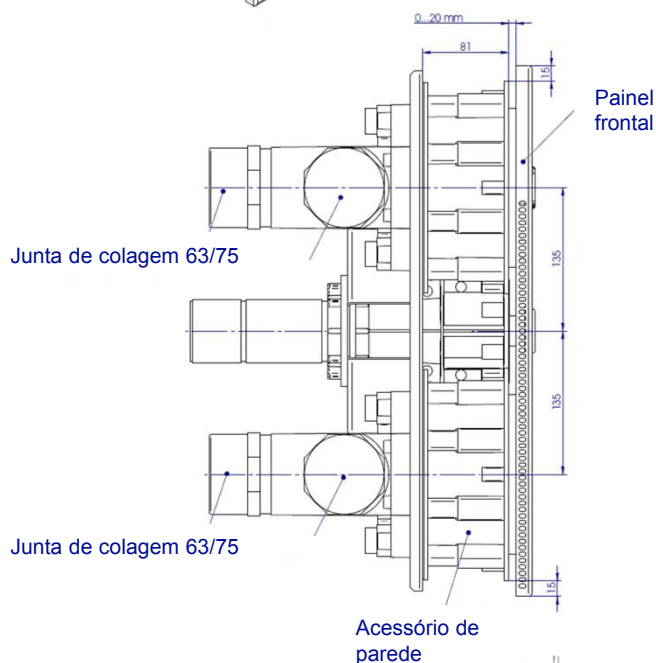 0...20 mm
81
15
Painel
frontal
135
Junta de colagem 63/75
135
Junta de colagem 63/75
15
Acessório de
parede